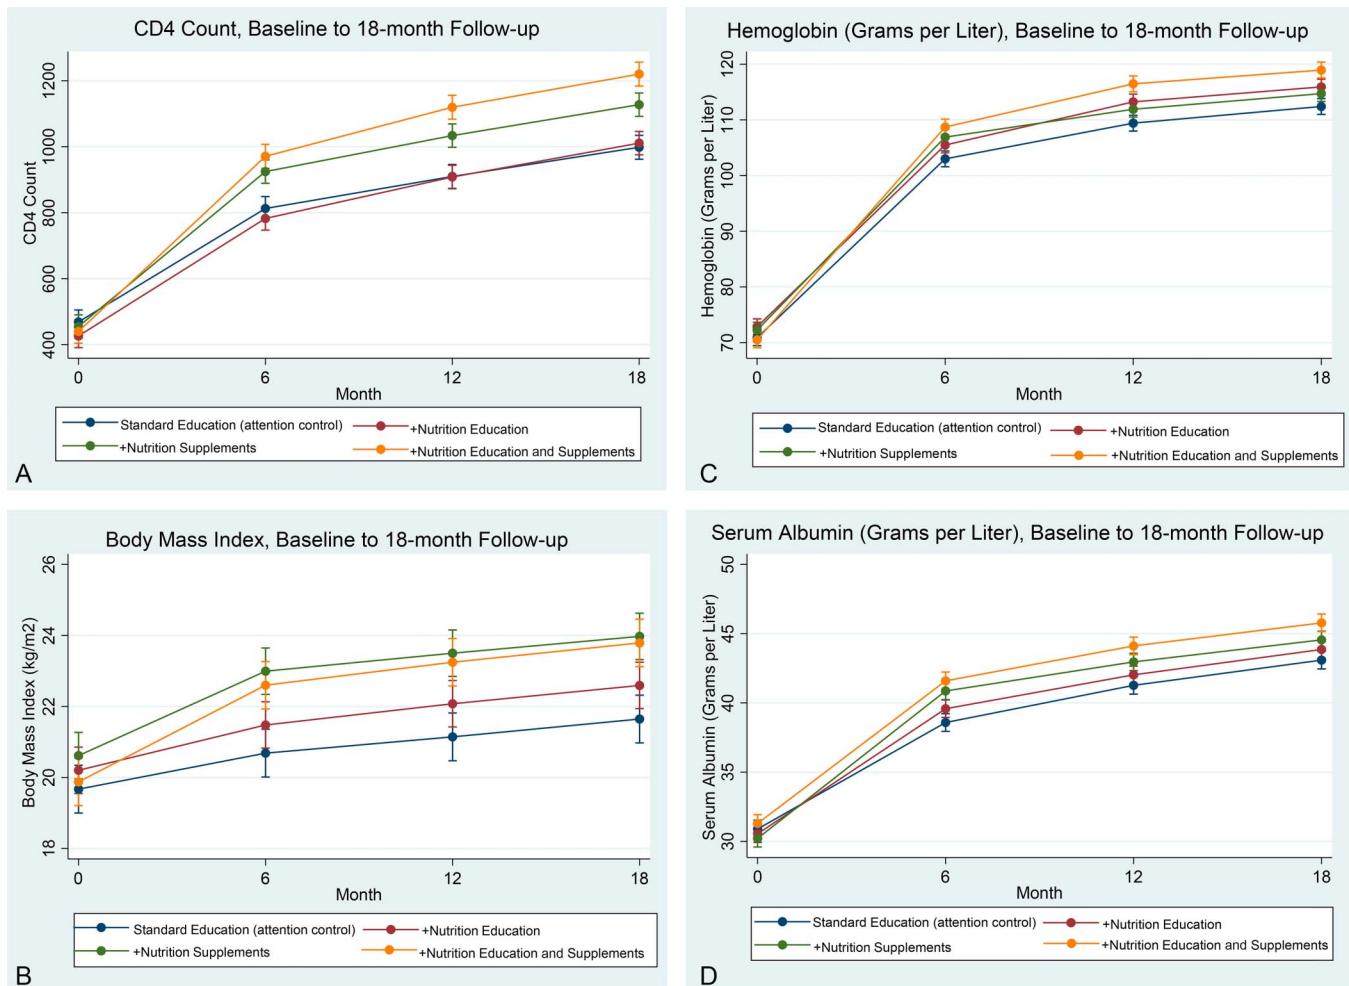 CD4 Count, Baseline to 18-month Follow-up
CD4 Count
1200
1000
800
600
400
0 6 12 18
Month
Standard Education (attention control) +Nutrition Education
+Nutrition Supplements +Nutrition Education and Supplements
A
Hemoglobin (Grams per Liter), Baseline to 18-month Follow-up
Hemoglobin (Grams per Liter)
120
110
100
90
80
70
0 6 12 18
Month
Standard Education (attention control) +Nutrition Education
+Nutrition Supplements +Nutrition Education and Supplements
C
Body Mass Index, Baseline to 18-month Follow-up
Body Mass Index (kg/m2)
26
24
22
20
18
0 6 12 18
Month
Standard Education (attention control) +Nutrition Education
+Nutrition Supplements +Nutrition Education and Supplements
B
Serum Albumin (Grams per Liter), Baseline to 18-month Follow-up
Serum Albumin (Grams per Liter)
50
45
40
35
30
0 6 12 18
Month
Standard Education (attention control) +Nutrition Education
+Nutrition Supplements +Nutrition Education and Supplements
D